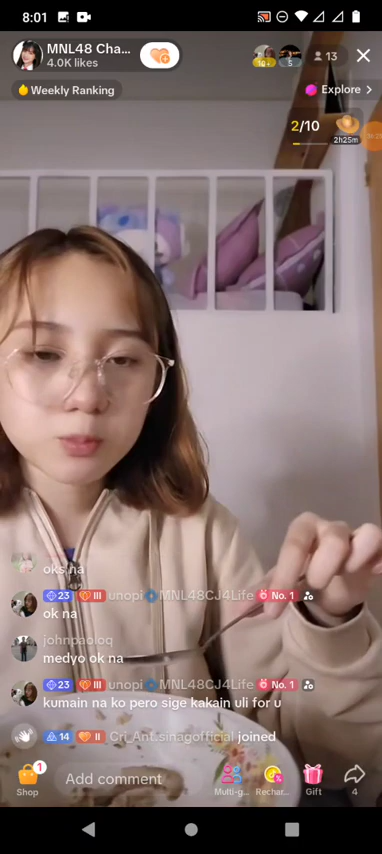 8:01
MNL48 Cha...
4.0K likes
10+
5
13
Weekly Ranking
Explore >
2/10
2h25m
oks na
23 III unopi MNL48CJ4Life No. 1
ok na
johnpaoloq
medyo ok na
23 III unopi MNL48CJ4Life No. 1
kumain na ko pero sige kakain uli for u
14 II Cri_Ant.sinagofficial joined
1
Add comment
Shop
Multi-g...
Rechar...
Gift
4